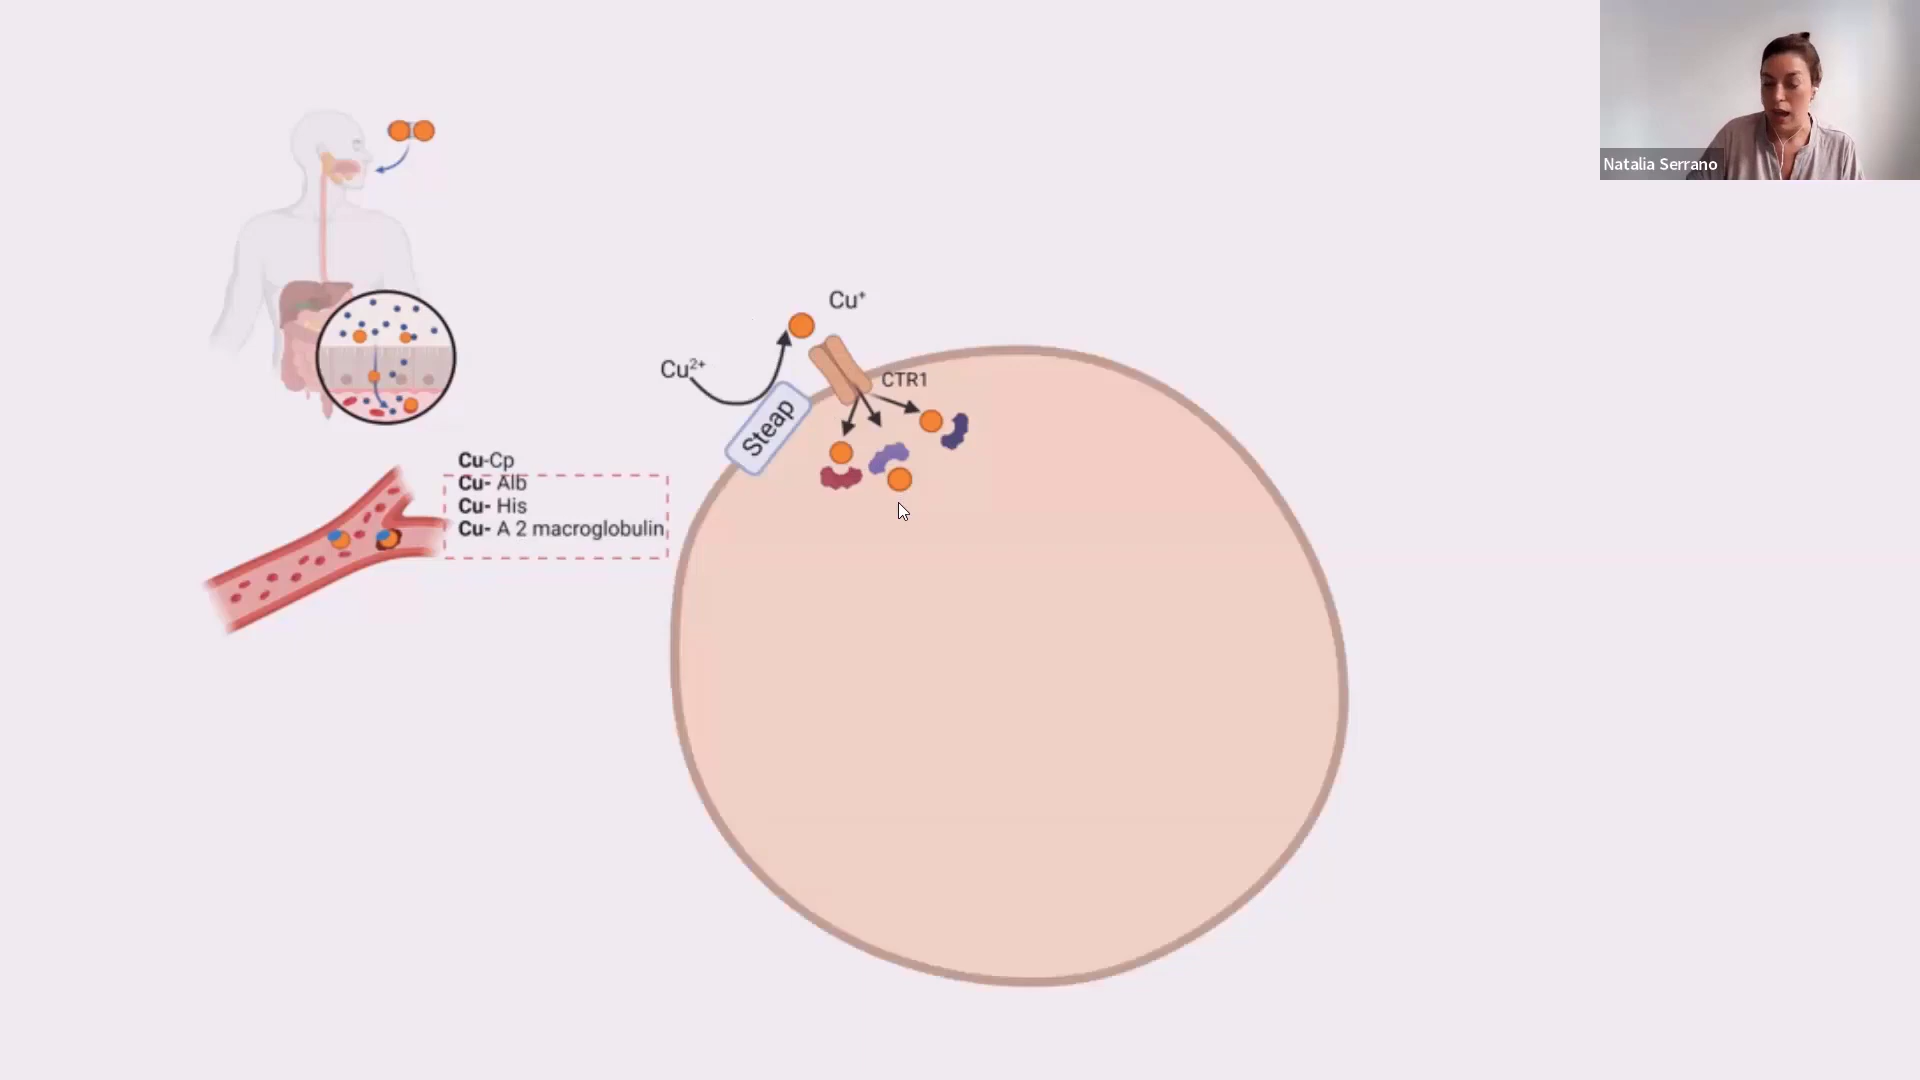 Natalia Serrano
Cu⁺
Cu²⁺
CTR1
Steap
Cu-Cp
Cu- Alb
Cu- His
Cu- A 2 macroglobulin